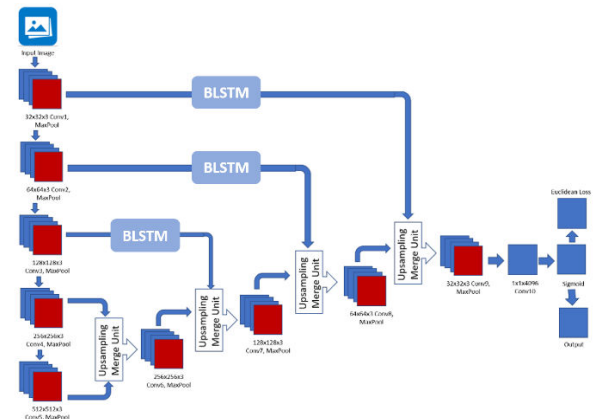 Input Image
32x32x3 Conv1,
MaxPool
BLSTM
64x64x3 Conv2,
MaxPool
BLSTM
128x128x3
Conv3, MaxPool
BLSTM
256x256x3
Conv4, MaxPool
512x512x3
Conv5, MaxPool
Upsampling
Merge Unit
256x256x3
Conv6, MaxPool
Upsampling
Merge Unit
128x128x3
Conv7, MaxPool
Upsampling
Merge Unit
64x64x3 Conv8,
MaxPool
Upsampling
Merge Unit
32x32x3 Conv9,
MaxPool
1x1x4096
Conv10
Euclidean Loss
Sigmoid
Output